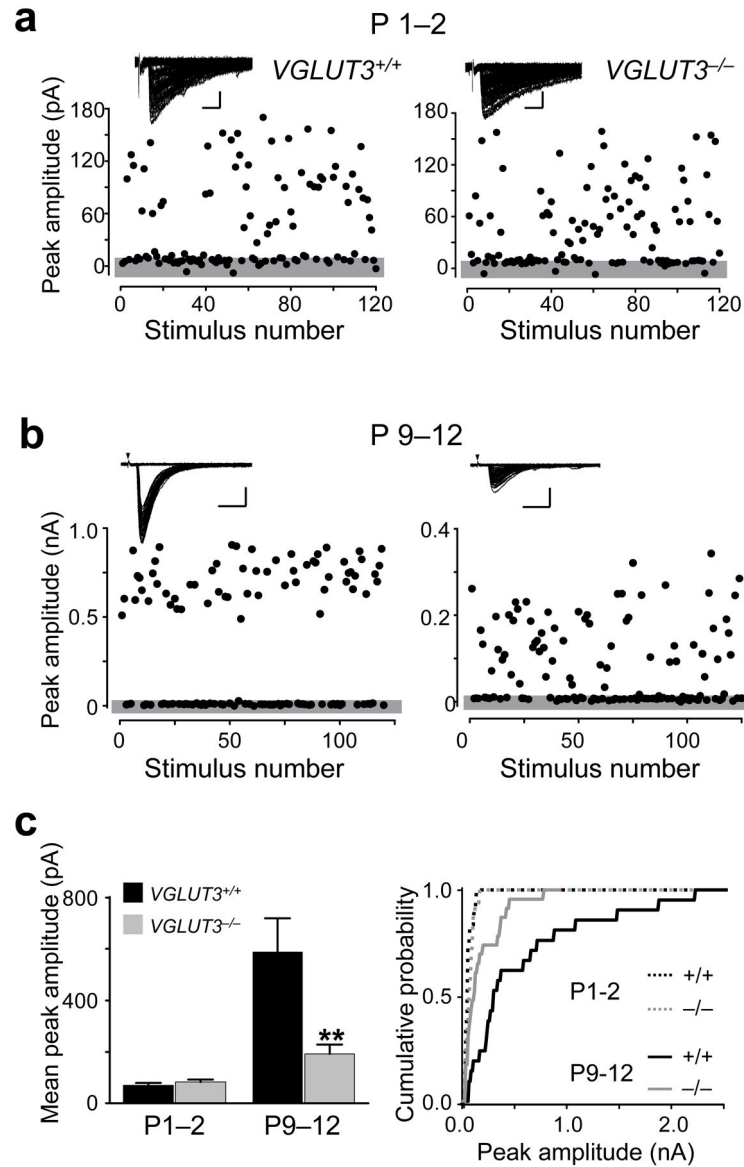 a
P 1–2
VGLUT3+/+
VGLUT3–/–
Peak amplitude (pA)
180
120
60
0
0 40 80 120
Stimulus number
180
120
60
0
0 40 80 120
Stimulus number
b
P 9–12
Peak amplitude (nA)
1.0
0.5
0
0 50 100
Stimulus number
0.4
0.2
0
0 50 100
Stimulus number
c
Mean peak amplitude (pA)
800
400
0
VGLUT3+/+
VGLUT3–/–
**
P1–2 P9–12
Cumulative probability
1.0
0.5
0.0
P1-2
+/+
–/–
P9-12
+/+
–/–
0.0 1.0 2.0
Peak amplitude (nA)